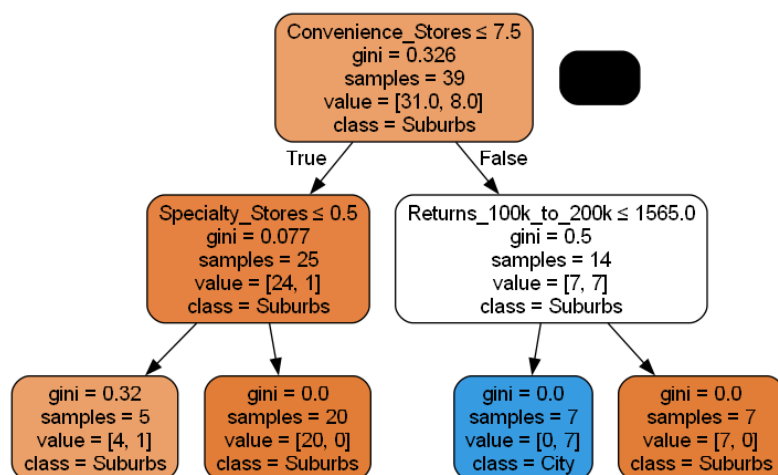 Convenience_Stores ≤ 7.5
gini = 0.326
samples = 39
value = [31.0, 8.0]
class = Suburbs
True
False
Specialty_Stores ≤ 0.5
gini = 0.077
samples = 25
value = [24, 1]
class = Suburbs
Returns_100k_to_200k ≤ 1565.0
gini = 0.5
samples = 14
value = [7, 7]
class = Suburbs
gini = 0.32
samples = 5
value = [4, 1]
class = Suburbs
gini = 0.0
samples = 20
value = [20, 0]
class = Suburbs
gini = 0.0
samples = 7
value = [0, 7]
class = City
gini = 0.0
samples = 7
value = [7, 0]
class = Suburbs